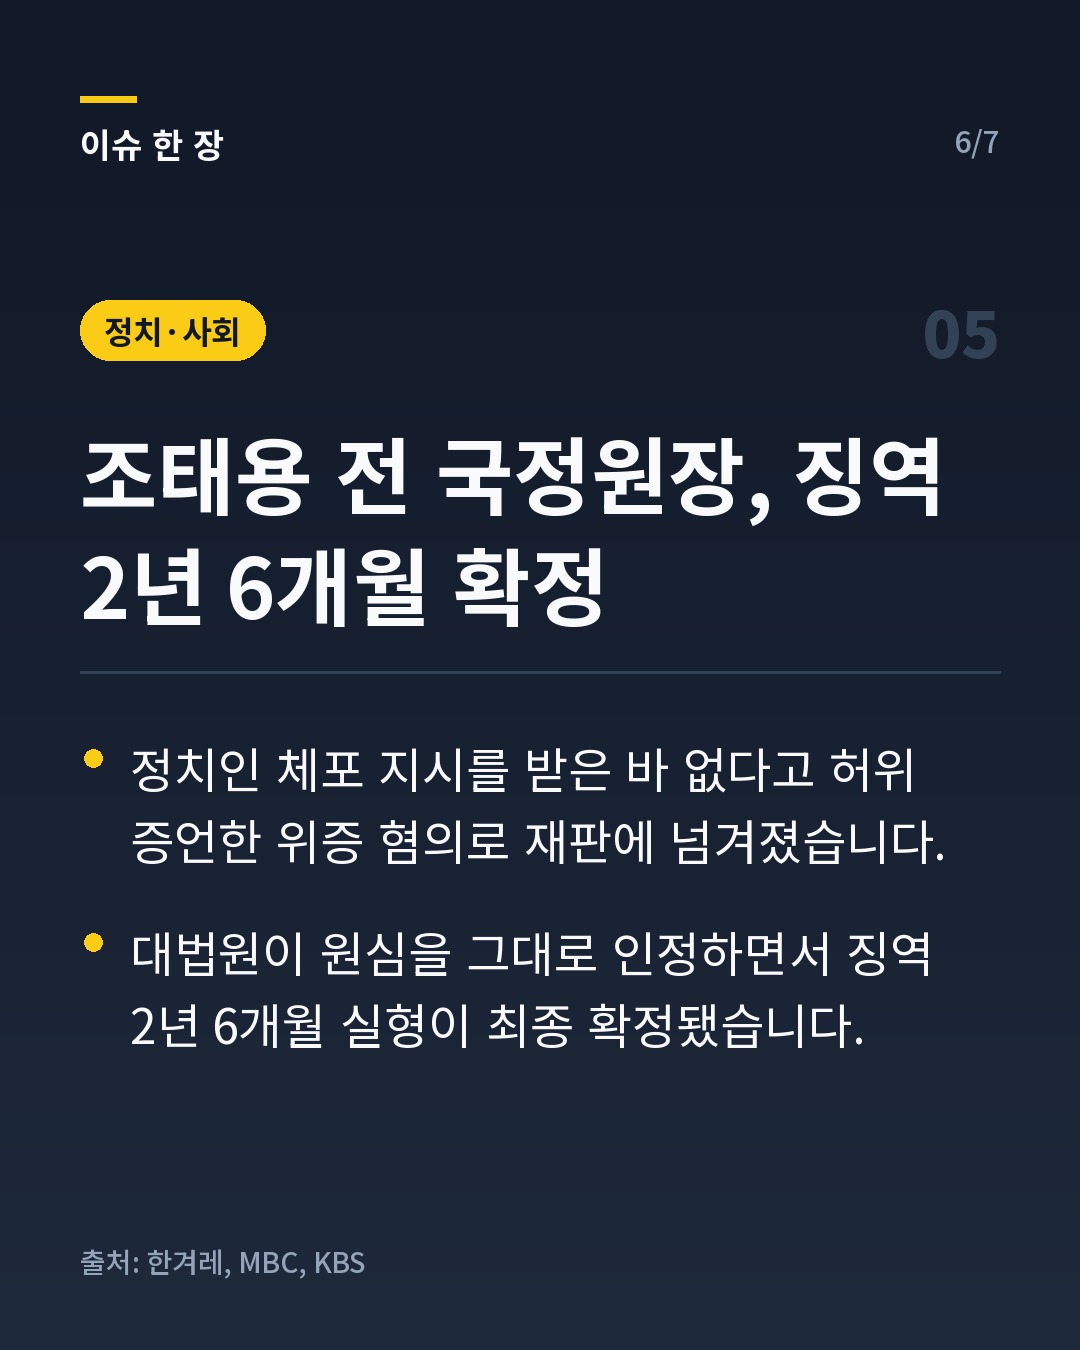 이슈 한 장
6/7
정치·사회
05
조태용 전 국정원장, 징역
2년 6개월 확정
정치인 체포 지시를 받은 바 없다고 허위
증언한 위증 혐의로 재판에 넘겨졌습니다.
대법원이 원심을 그대로 인정하면서 징역
2년 6개월 실형이 최종 확정됐습니다.
출처: 한겨레, MBC, KBS